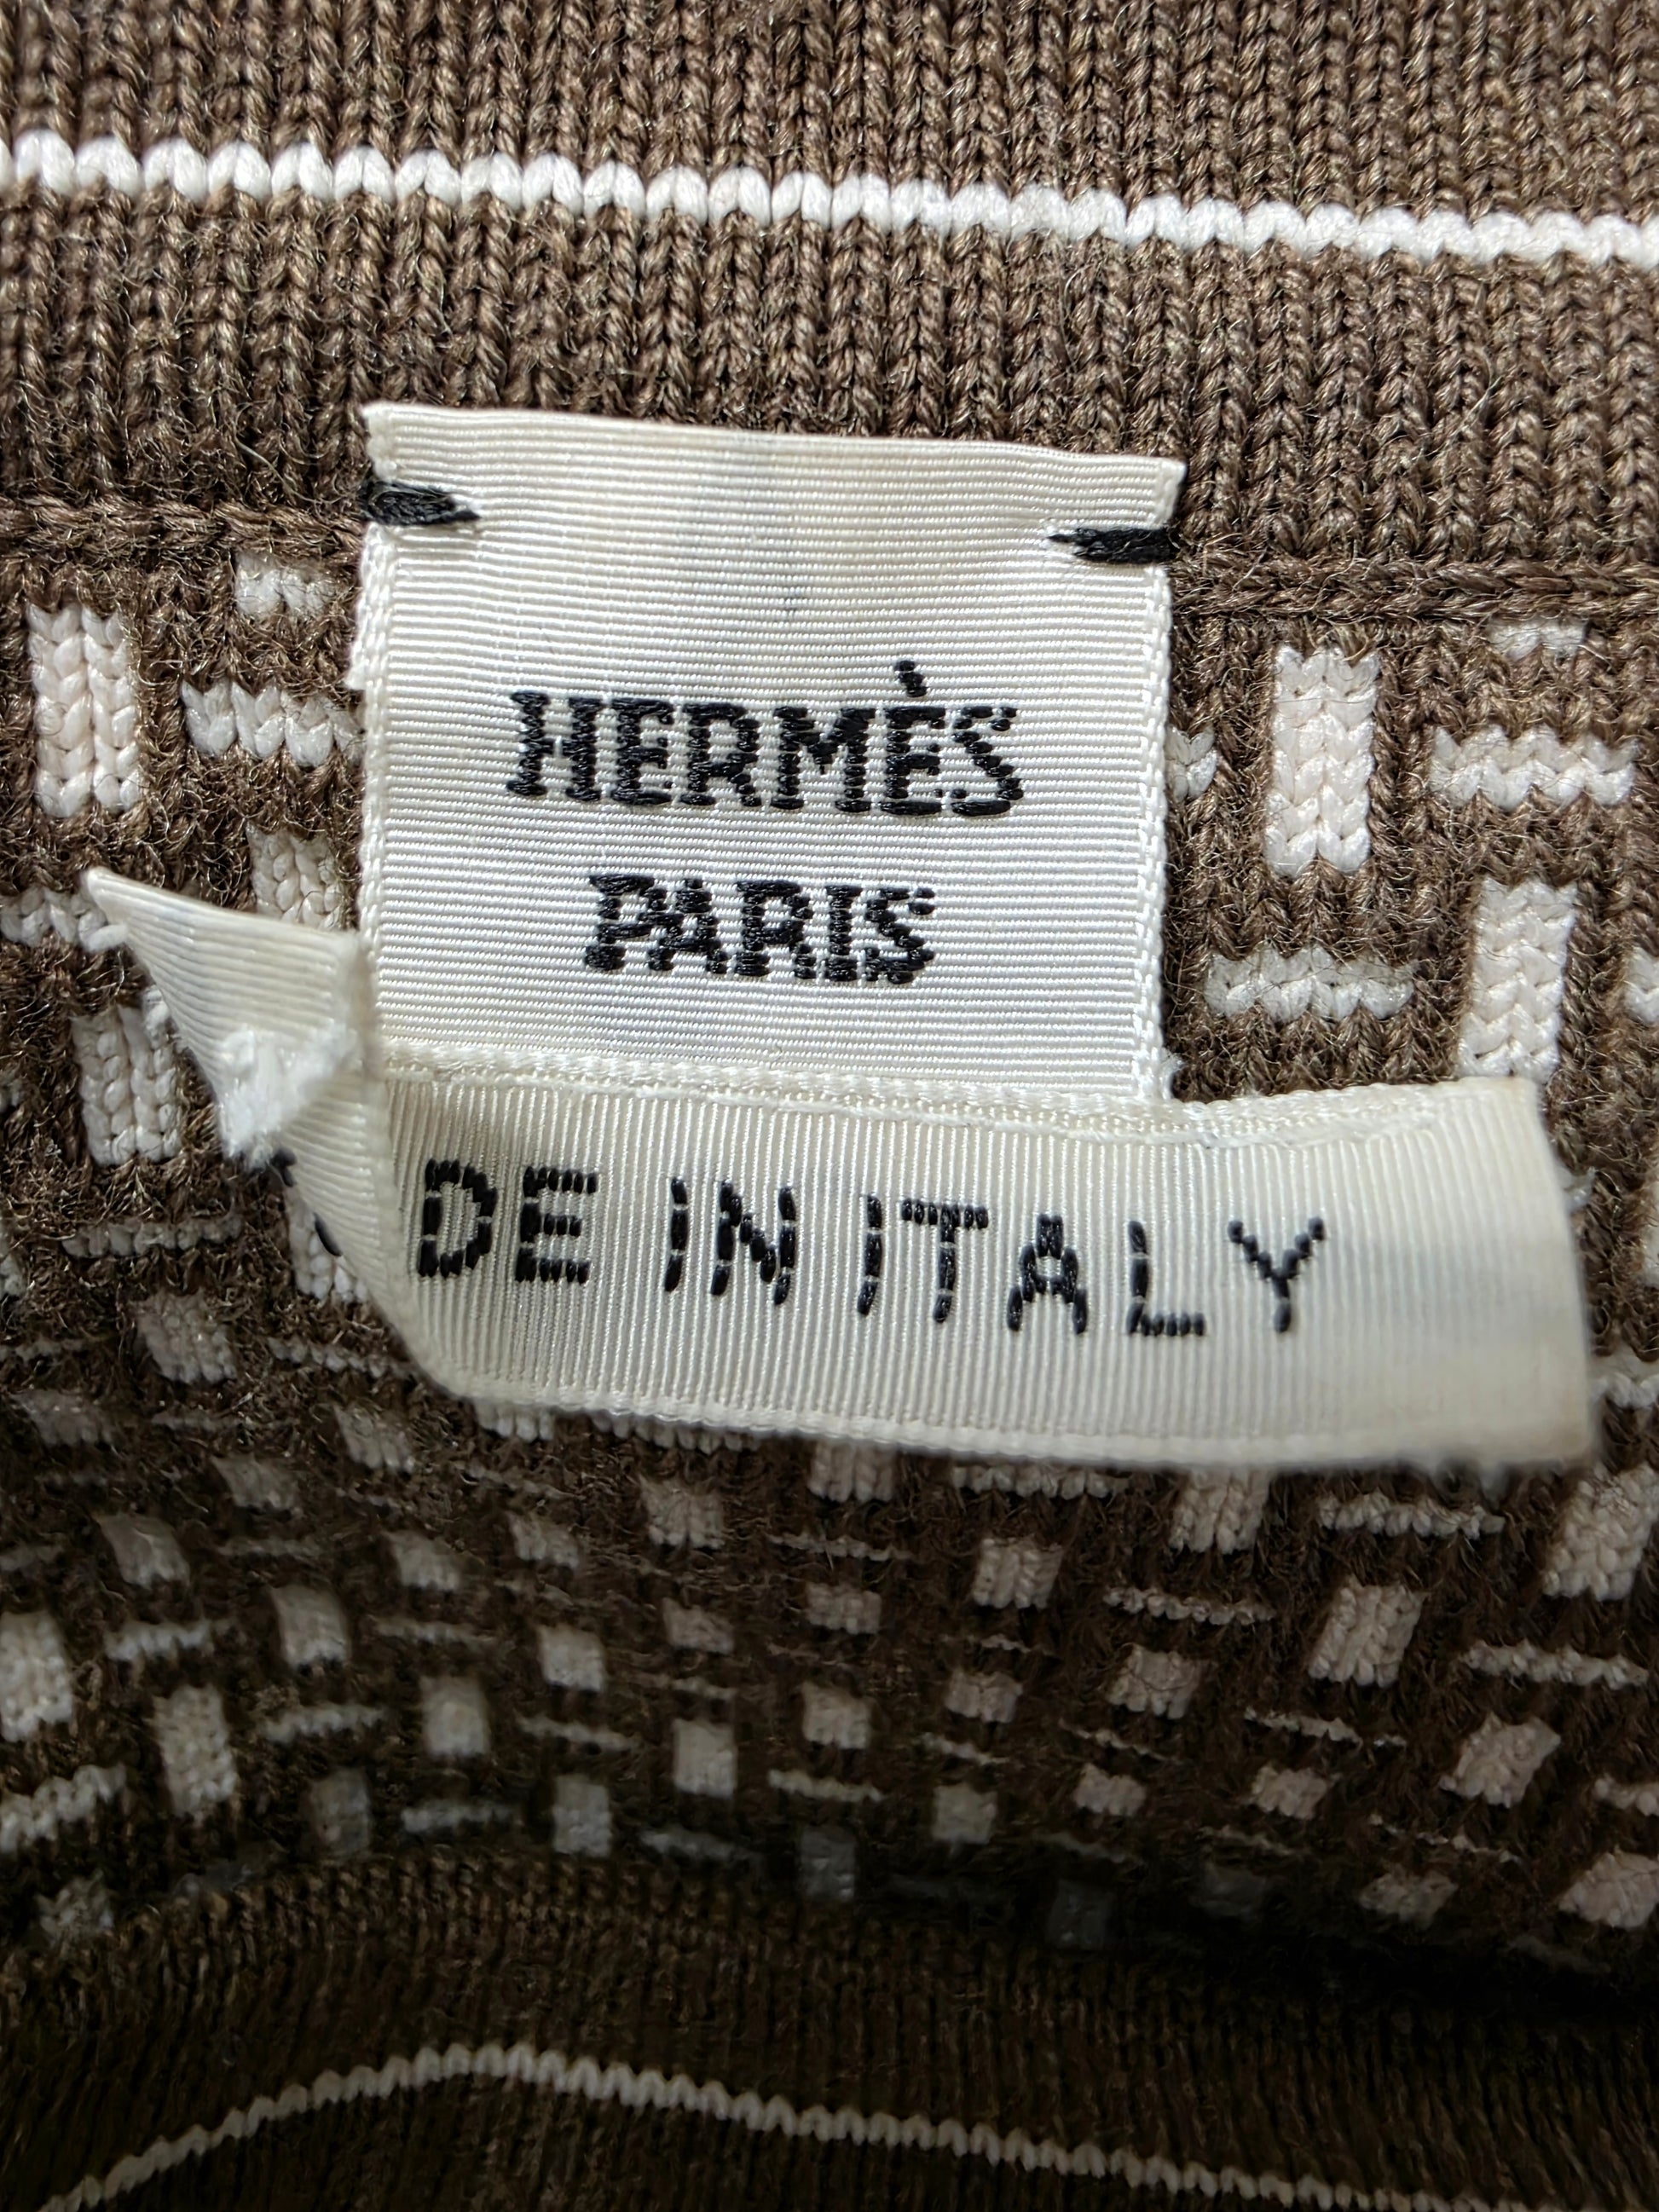 HERMÈS
PARIS
DE IN ITALY